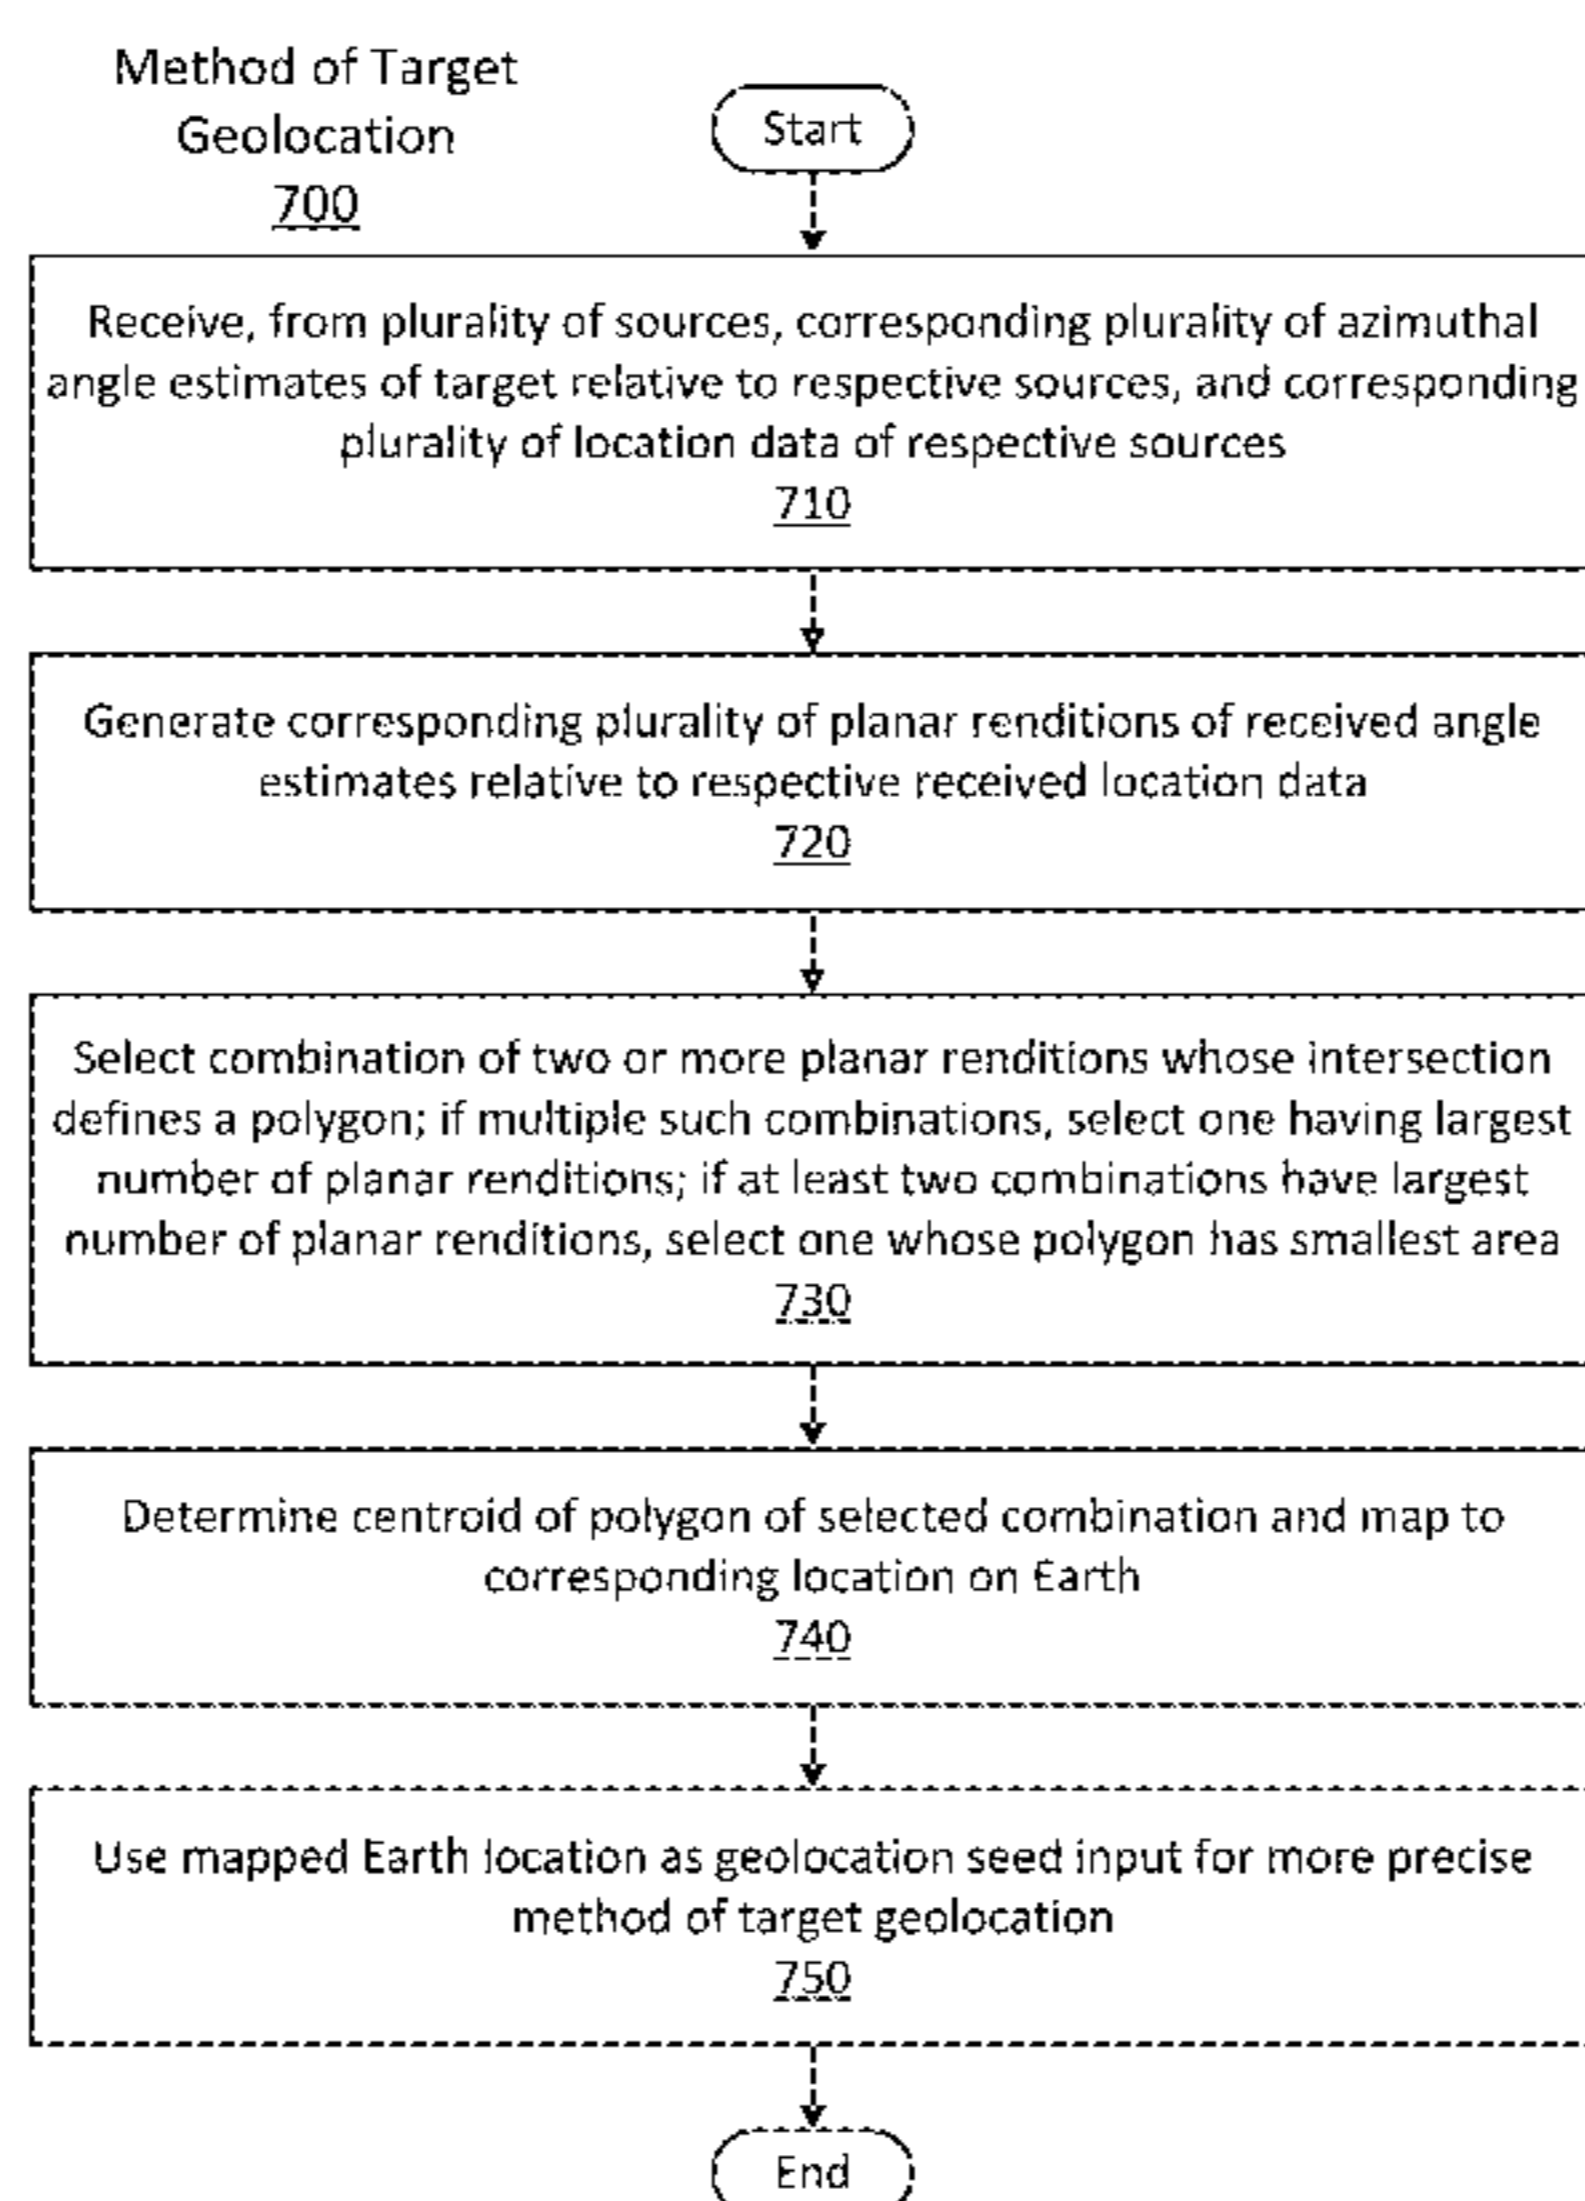 Method of Target
Geolocation
700
Start
Receive, from plurality of sources, corresponding plurality of azimuthal
angle estimates of target relative to respective sources, and corresponding
plurality of location data of respective sources
710
Generate corresponding plurality of planar renditions of received angle
estimates relative to respective received location data
720
Select combination of two or more planar renditions whose intersection
defines a polygon; if multiple such combinations, select one having largest
number of planar renditions; if at least two combinations have largest
number of planar renditions, select one whose polygon has smallest area
730
Determine centroid of polygon of selected combination and map to
corresponding location on Earth
740
Use mapped Earth location as geolocation seed input for more precise
method of target geolocation
750
End